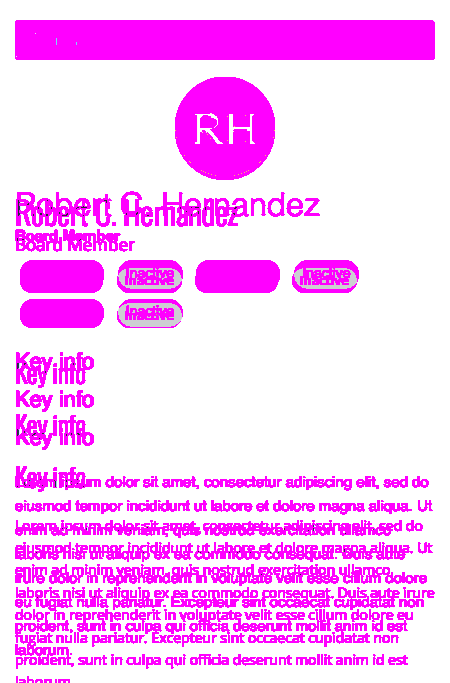 RH
Robert C. Hernandez
Robert C. Hernandez
Board Member
Board Member
Inactive Inactive
Inactive Inactive
Inactive
Inactive
Key info
Key info
Key info
Key info
Key info
Key info
Lorem ipsum dolor sit amet, consectetur adipiscing elit, sed do
eiusmod tempor incididunt ut labore et dolore magna aliqua. Ut
Lorem ipsum dolor sit amet, consectetur adipiscing elit, sed do
enim ad minim veniam, quis nostrud exercitation ullamco
eiusmod tempor incididunt ut labore et dolore magna aliqua. Ut
laboris nisi ut aliquip ex ea commodo consequat. Duis aute
enim ad minim veniam, quis nostrud exercitation ullamco
irure dolor in reprehenderit in voluptate velit esse cillum dolore
laboris nisi ut aliquip ex ea commodo consequat. Duis aute irure
eu fugiat nulla pariatur. Excepteur sint occaecat cupidatat non
dolor in reprehenderit in voluptate velit esse cillum dolore eu
proident, sunt in culpa qui officia deserunt mollit anim id est
fugiat nulla pariatur. Excepteur sint occaecat cupidatat non
laborum.
proident, sunt in culpa qui officia deserunt mollit anim id est
laborum.